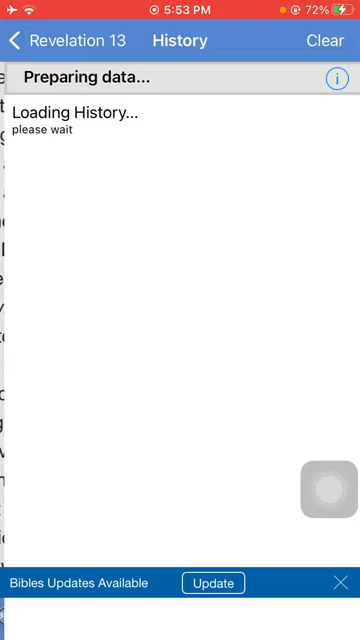 5:53 PM
72%
Revelation 13
History
Clear
Preparing data...
Loading History...
please wait
Bibles Updates Available
Update